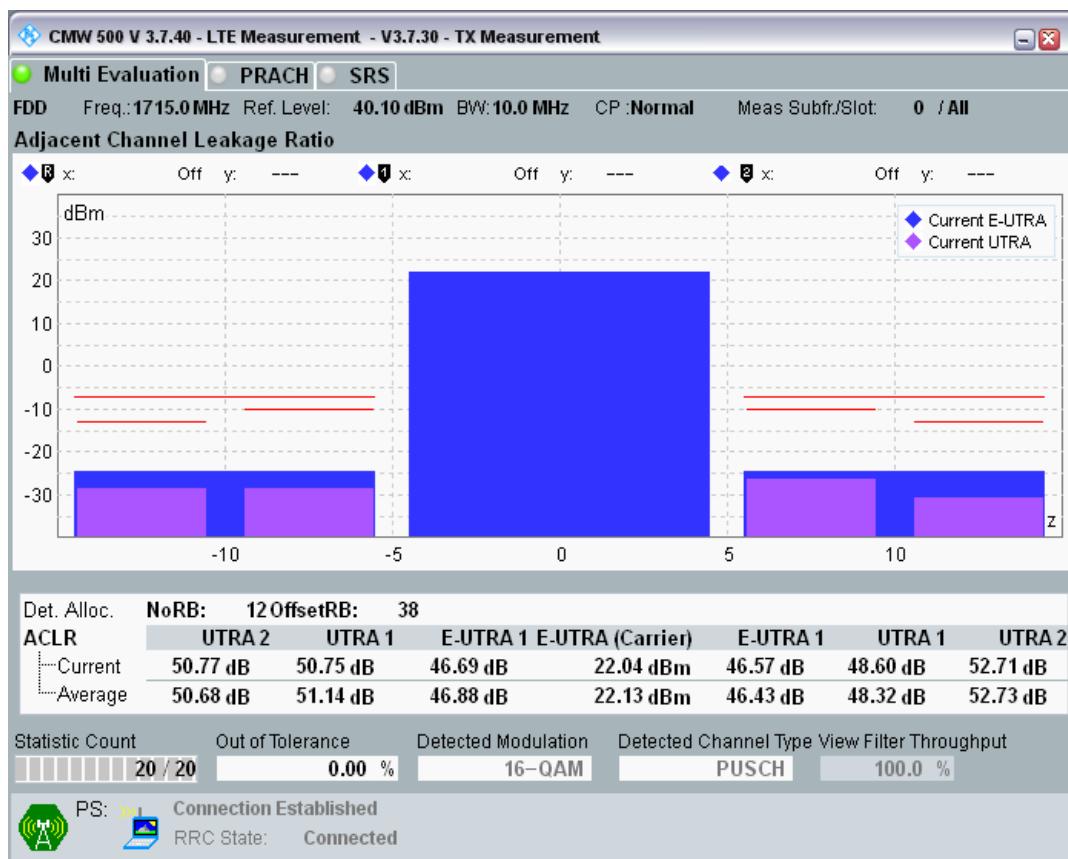 CMW 500 V 3.7.40 - LTE Measurement - V3.7.30 - TX Measurement
Multi Evaluation PRACH SRS
FDD Freq.:1715.0 MHz Ref. Level: 40.10 dBm BW: 10.0 MHz CP :Normal Meas Subfr./Slot: 0 / All
Adjacent Channel Leakage Ratio
R x: Off y: --- 1 x: Off y: --- 2 x: Off y: ---
dBm
Current E-UTRA
Current UTRA
30
20
10
0
-10
-20
-30
z
-10 -5 0 5 10
Det. Alloc. NoRB: 12 OffsetRB: 38
ACLR UTRA 2 UTRA 1 E-UTRA 1 E-UTRA (Carrier) E-UTRA 1 UTRA 1 UTRA 2
Current 50.77 dB 50.75 dB 46.69 dB 22.04 dBm 46.57 dB 48.60 dB 52.71 dB
Average 50.68 dB 51.14 dB 46.88 dB 22.13 dBm 46.43 dB 48.32 dB 52.73 dB
Statistic Count Out of Tolerance Detected Modulation Detected Channel Type View Filter Throughput
20 / 20 0.00 % 16-QAM PUSCH 100.0 %
PS: Connection Established
RRC State: Connected